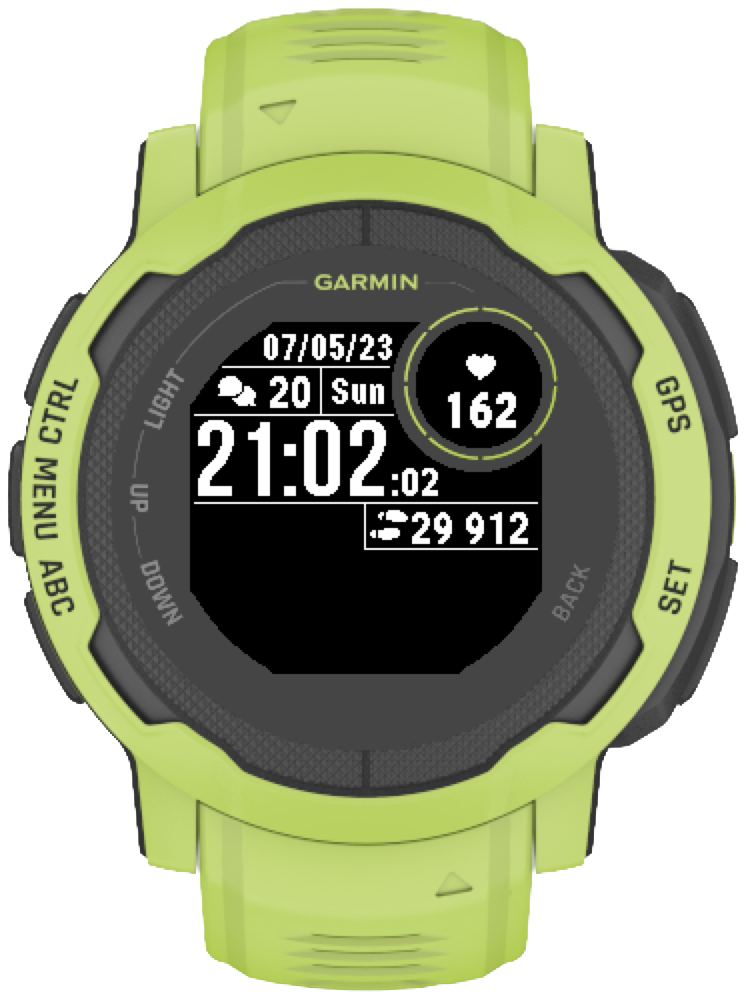 GARMIN
07/05/23
20 Sun
162
21:02:02
29 912
LIGHT
CTRL
MENU
UP
ABC
DOWN
GPS
SET
BACK